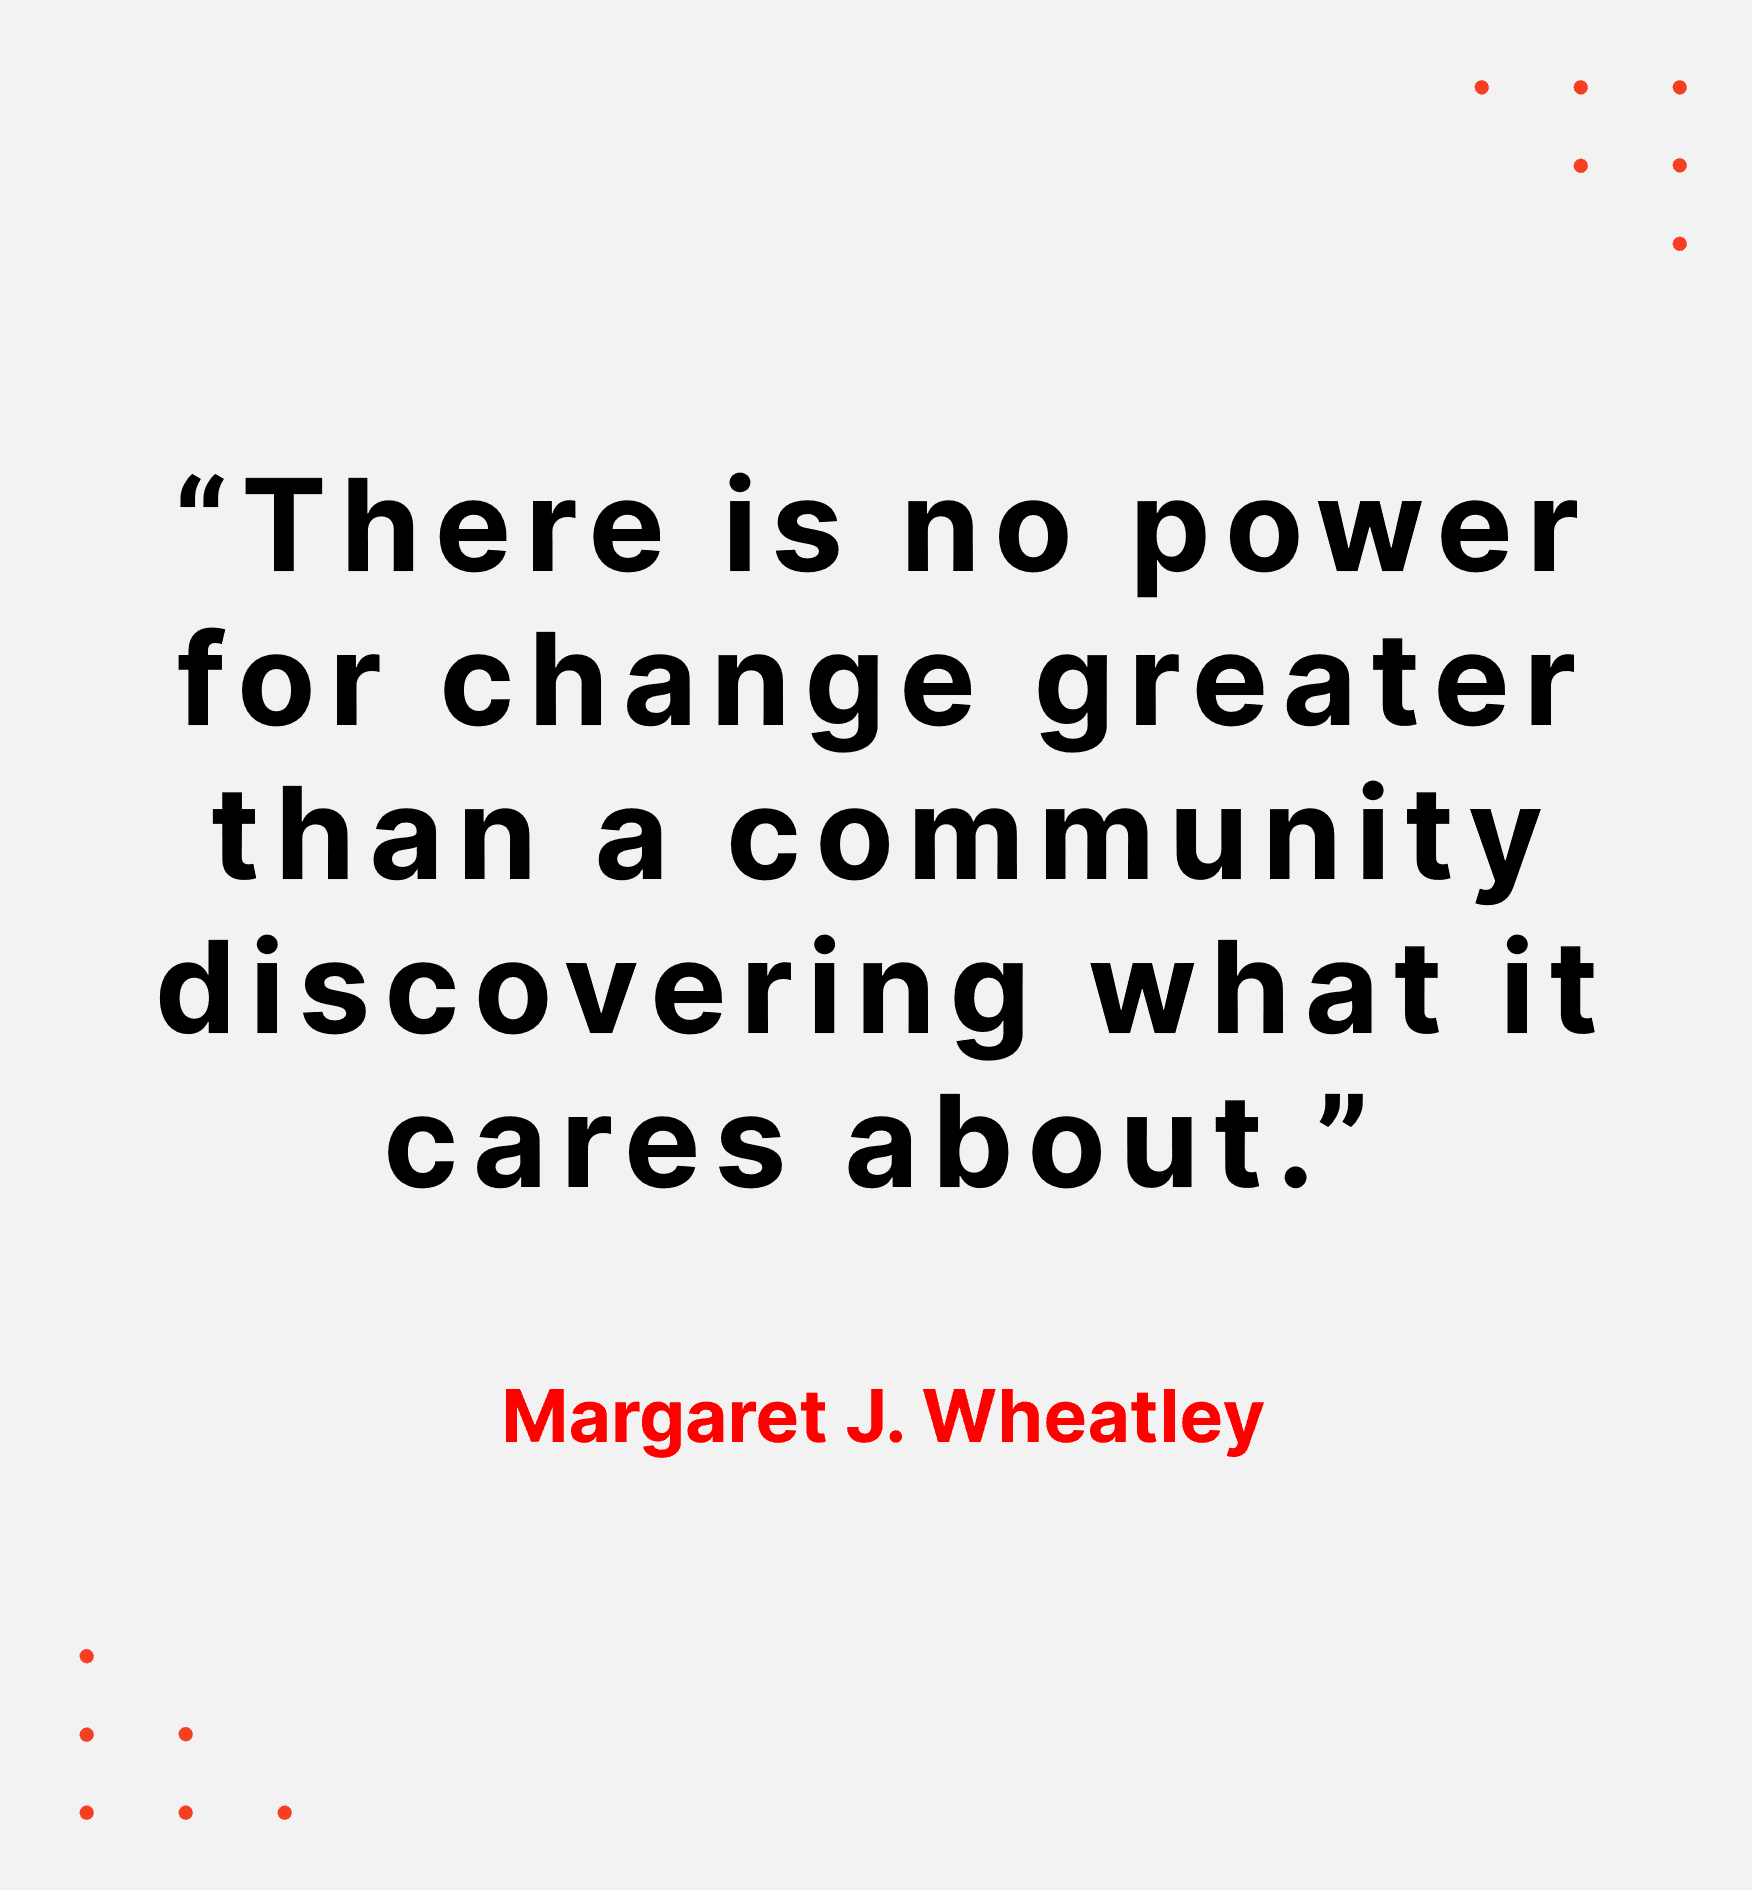 “There is no power
for change greater
than a community
discovering what it
cares about.”
Margaret J. Wheatley